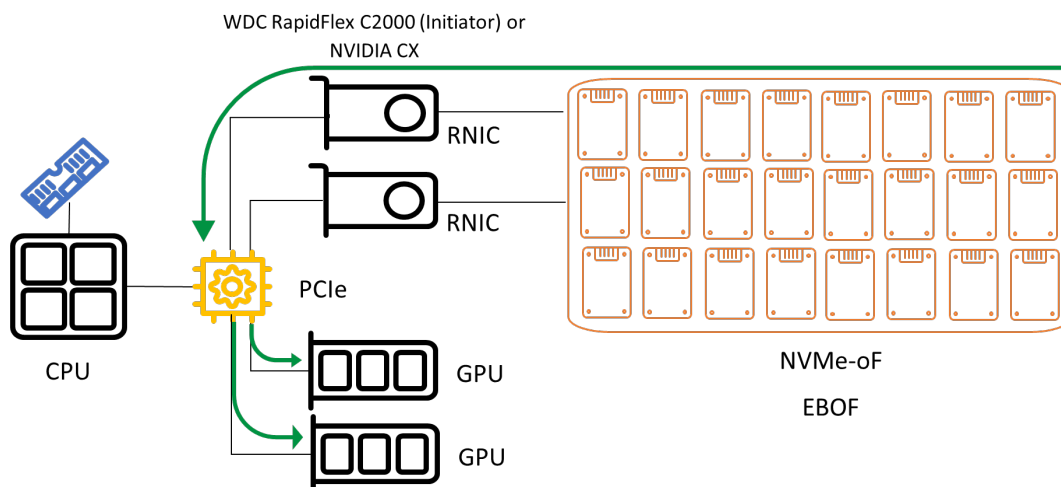 WDC RapidFlex C2000 (Initiator) or
NVIDIA CX
RNIC
RNIC
PCIe
CPU
GPU
GPU
NVMe-oF
EBOF